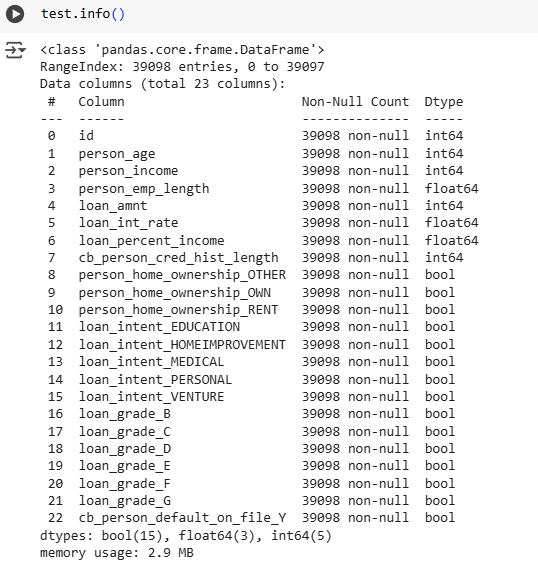 test.info()
<class 'pandas.core.frame.DataFrame'>
RangeIndex: 39098 entries, 0 to 39097
Data columns (total 23 columns):
 #   Column                       Non-Null Count  Dtype
---  ------                       --------------  -----
 0   id                           39098 non-null  int64
 1   person_age                   39098 non-null  int64
 2   person_income                39098 non-null  int64
 3   person_emp_length            39098 non-null  float64
 4   loan_amnt                    39098 non-null  int64
 5   loan_int_rate                39098 non-null  float64
 6   loan_percent_income          39098 non-null  float64
 7   cb_person_cred_hist_length   39098 non-null  int64
 8   person_home_ownership_OTHER  39098 non-null  bool
 9   person_home_ownership_OWN    39098 non-null  bool
 10  person_home_ownership_RENT   39098 non-null  bool
 11  loan_intent_EDUCATION        39098 non-null  bool
 12  loan_intent_HOMEIMPROVEMENT  39098 non-null  bool
 13  loan_intent_MEDICAL          39098 non-null  bool
 14  loan_intent_PERSONAL         39098 non-null  bool
 15  loan_intent_VENTURE          39098 non-null  bool
 16  loan_grade_B                 39098 non-null  bool
 17  loan_grade_C                 39098 non-null  bool
 18  loan_grade_D                 39098 non-null  bool
 19  loan_grade_E                 39098 non-null  bool
 20  loan_grade_F                 39098 non-null  bool
 21  loan_grade_G                 39098 non-null  bool
 22  cb_person_default_on_file_Y  39098 non-null  bool
dtypes: bool(15), float64(3), int64(5)
memory usage: 2.9 MB